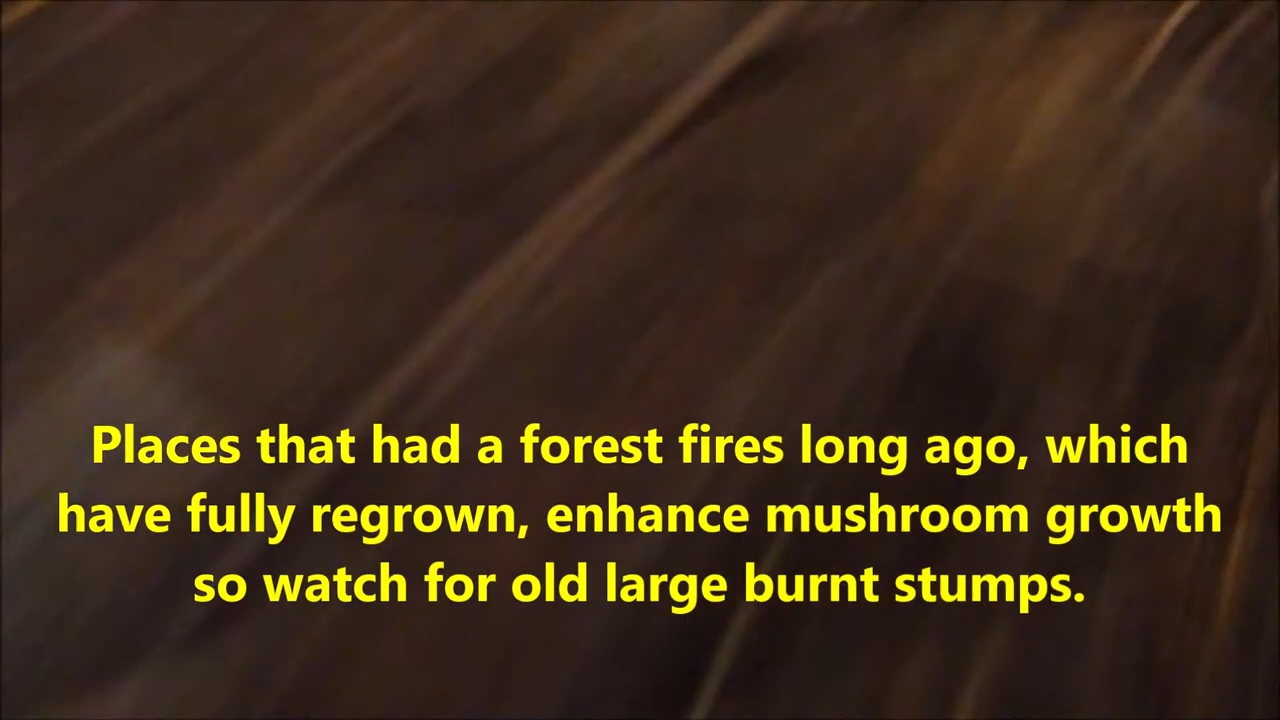 Places that had a forest fires long ago, which
have fully regrown, enhance mushroom growth
so watch for old large burnt stumps.